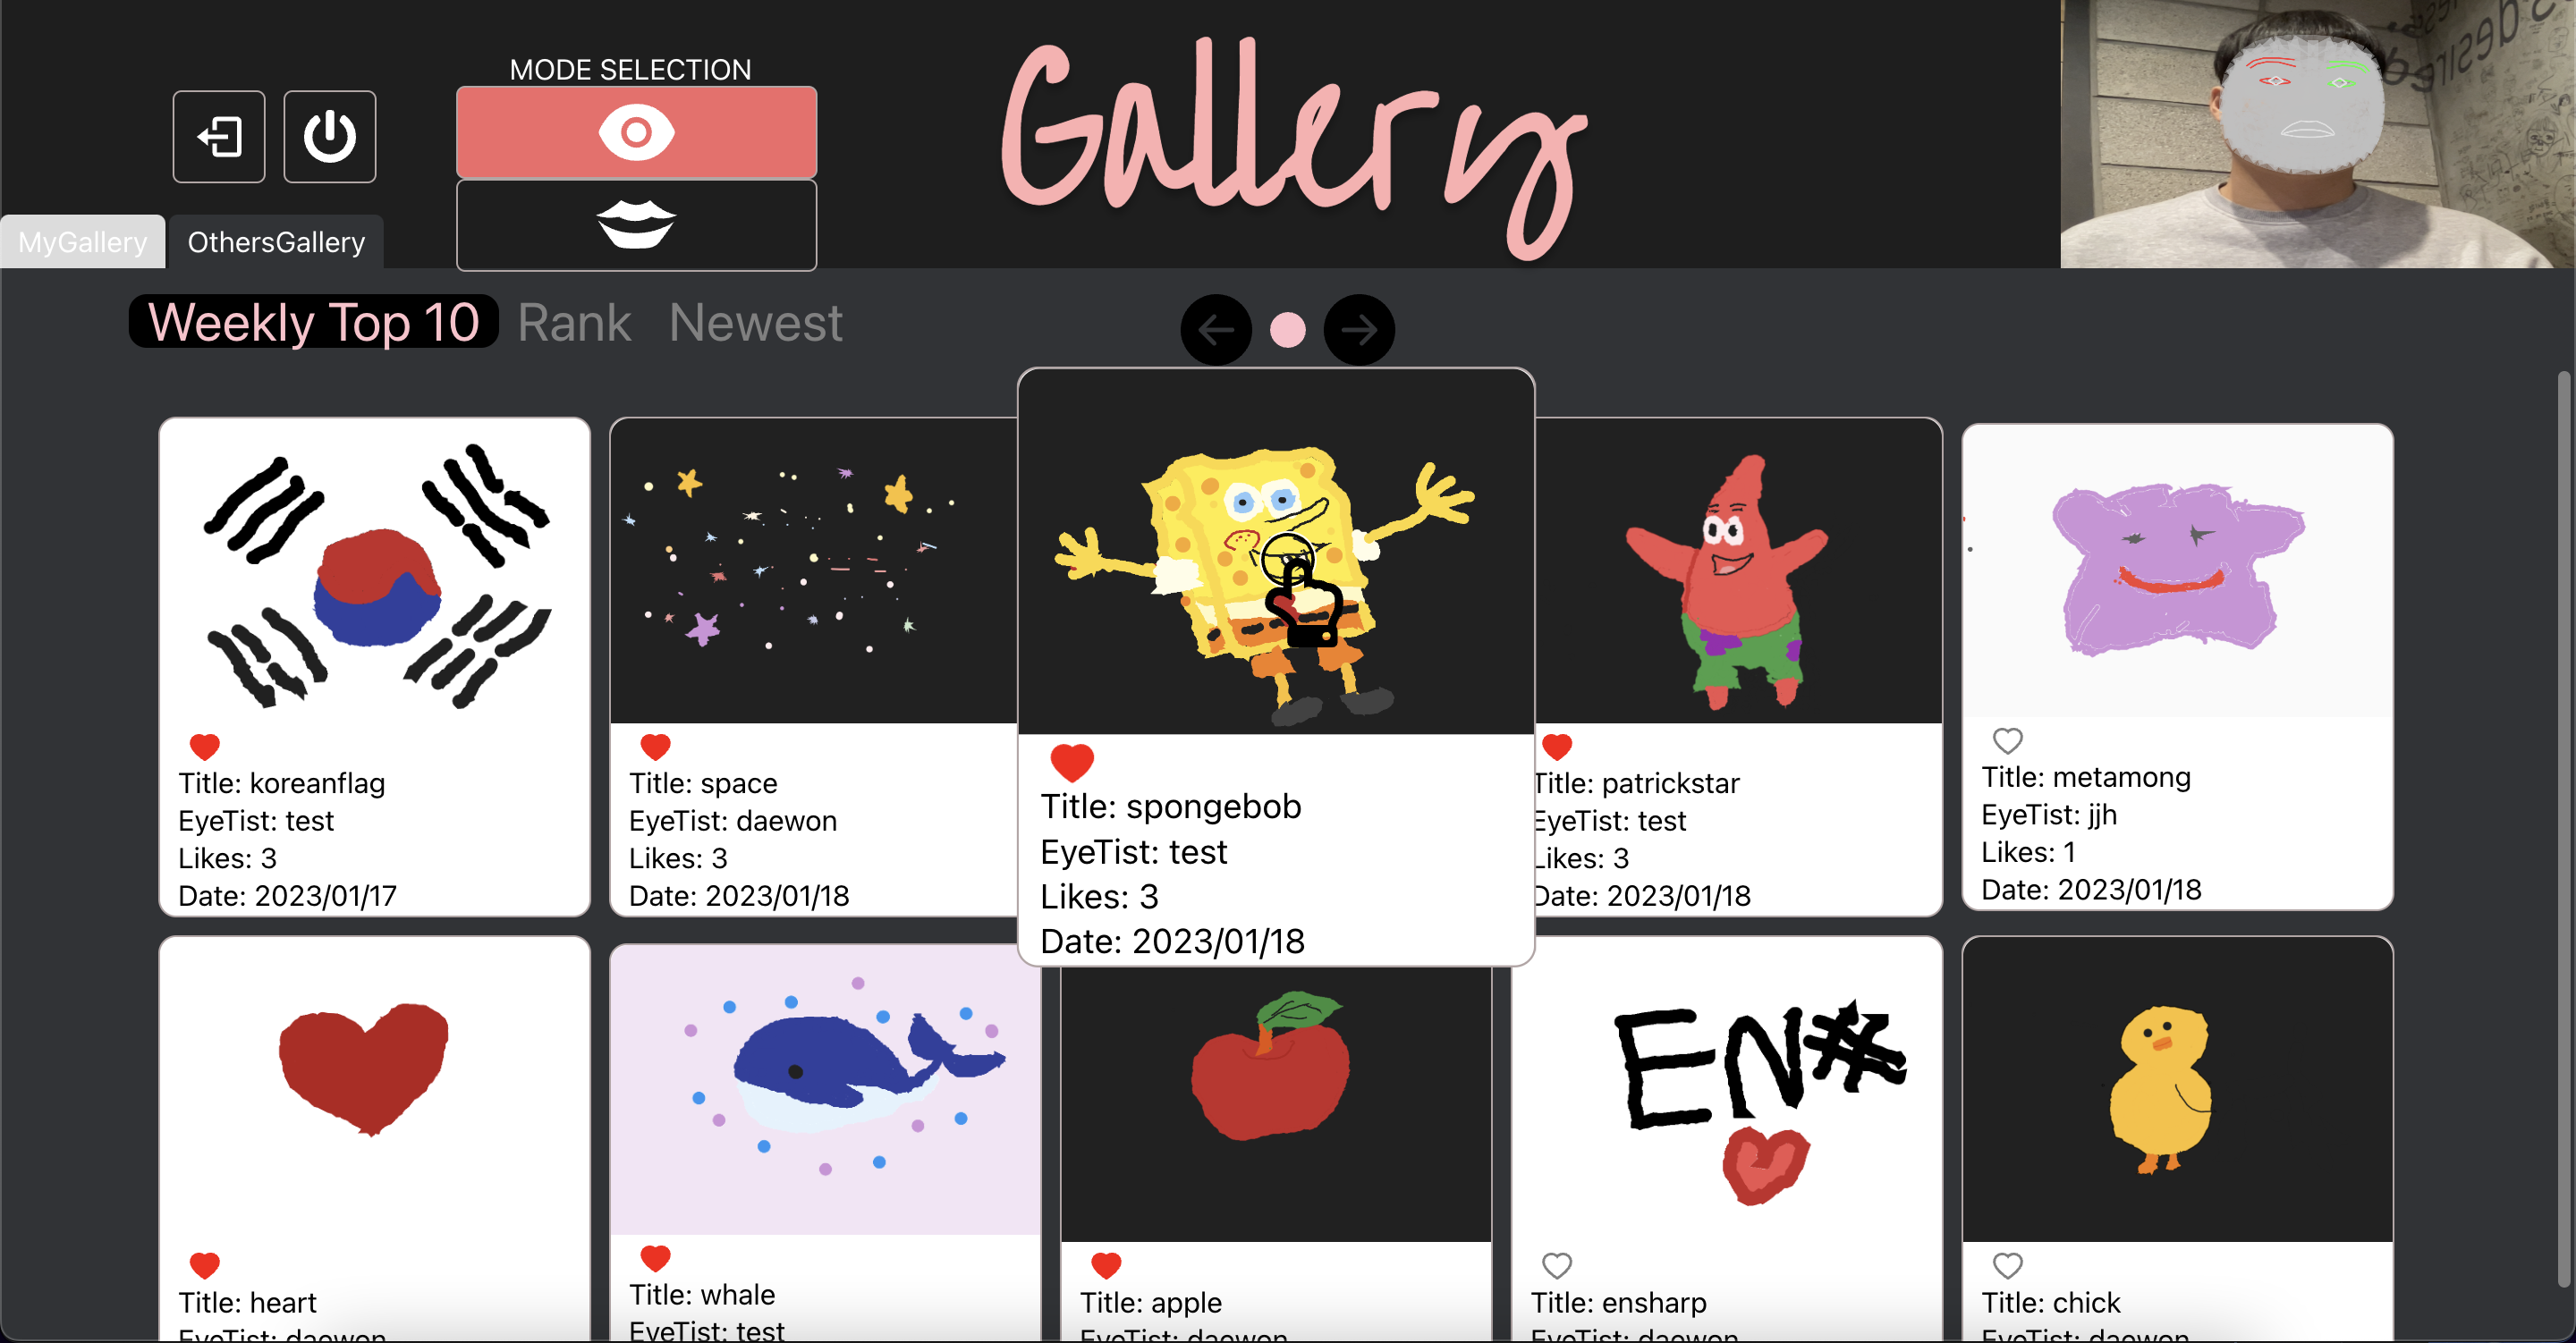 MODE SELECTION
Gallery
MyGallery
OthersGallery
Weekly Top 10
Rank
Newest
Title: koreanflag
EyeTist: test
Likes: 3
Date: 2023/01/17
Title: space
EyeTist: daewon
Likes: 3
Date: 2023/01/18
Title: spongebob
EyeTist: test
Likes: 3
Date: 2023/01/18
Title: patrickstar
EyeTist: test
Likes: 3
Date: 2023/01/18
Title: metamong
EyeTist: jjh
Likes: 1
Date: 2023/01/18
EN#
Title: heart
EyeTist: daewon
Title: whale
EyeTist: test
Title: apple
EyeTist: daewon
Title: ensharp
EyeTist: daewon
Title: chick
EyeTist: daewon